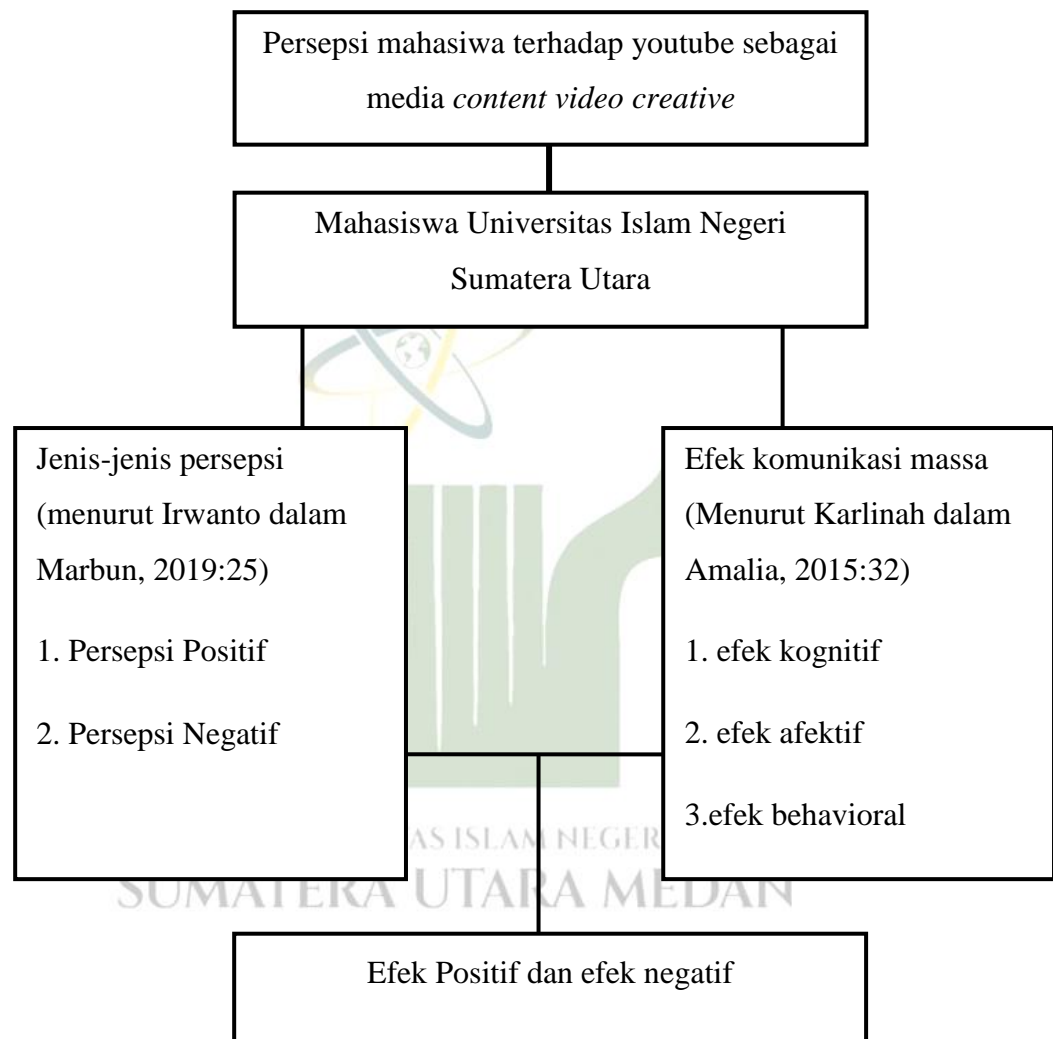 Persepsi mahasiwa terhadap youtube sebagai
media content video creative
Mahasiswa Universitas Islam Negeri
Sumatera Utara
Jenis-jenis persepsi
(menurut Irwanto dalam
Marbun, 2019:25)
1. Persepsi Positif
2. Persepsi Negatif
Efek komunikasi massa
(Menurut Karlinah dalam
Amalia, 2015:32)
1. efek kognitif
2. efek afektif
3.efek behavioral
ISLAM
SUMATERA UTARA MEDAN
Efek Positif dan efek negatif